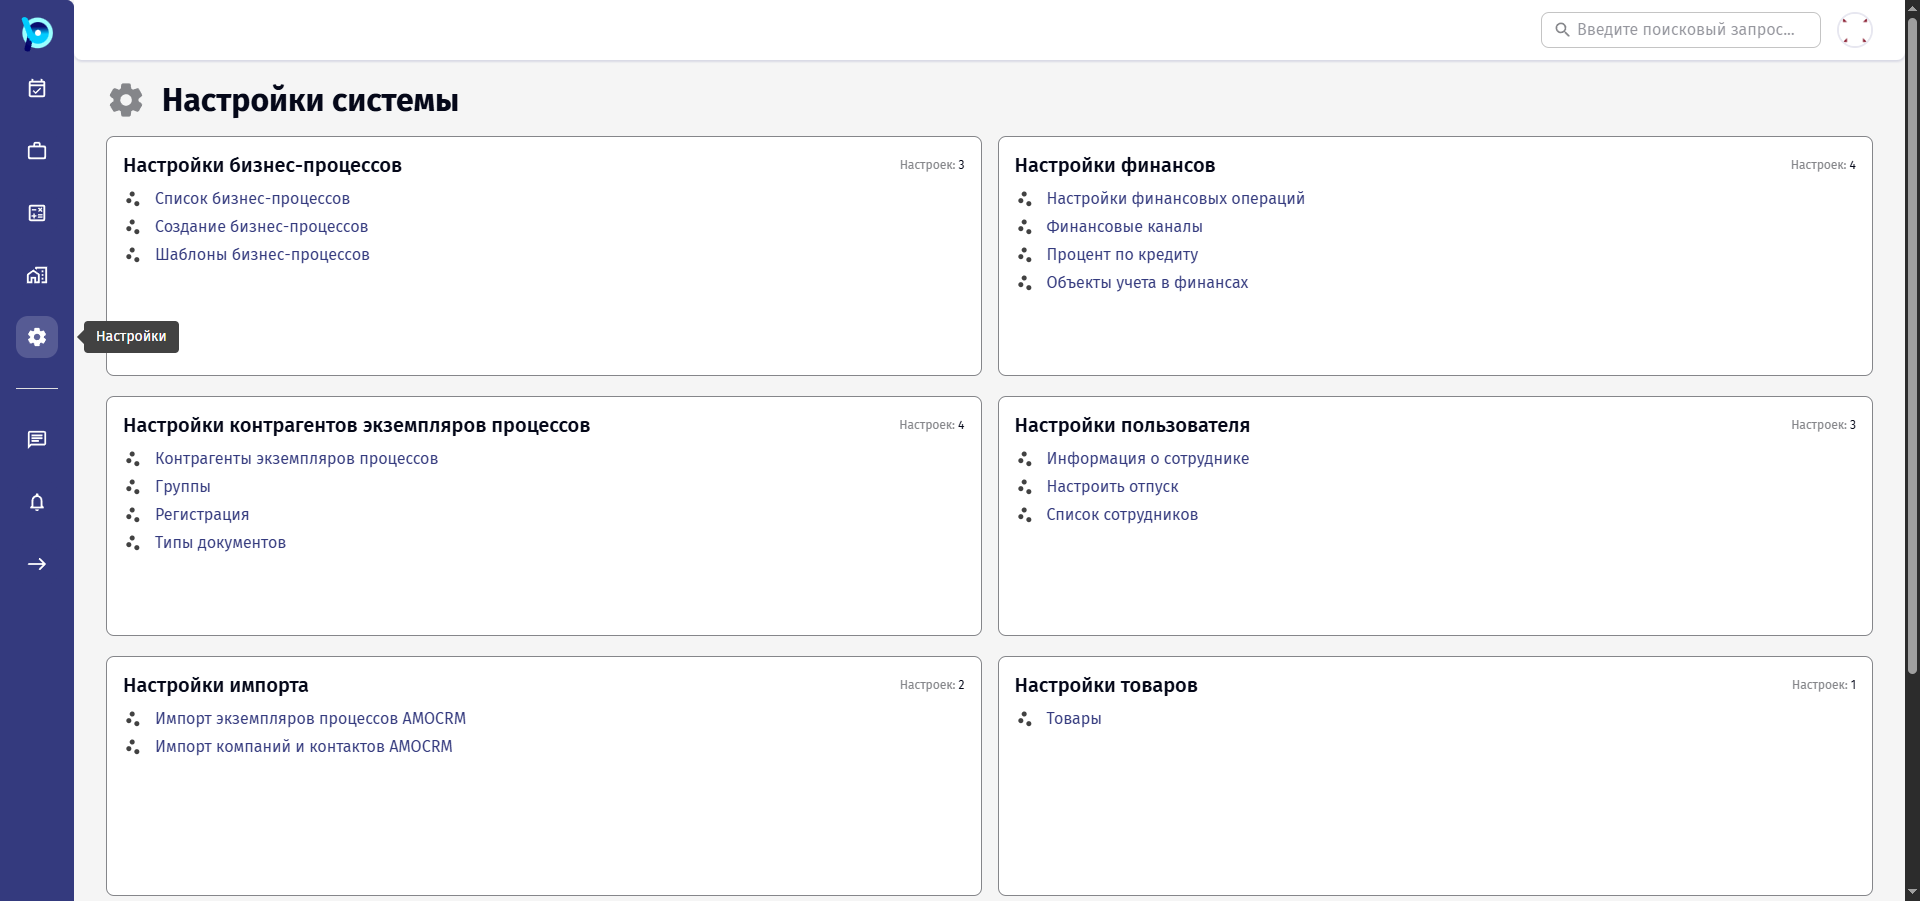 Введите поисковый запрос...
Настройки системы
Настройки бизнес-процессов
Настроек: 3
Список бизнес-процессов
Создание бизнес-процессов
Шаблоны бизнес-процессов
Настройки финансов
Настроек: 4
Настройки финансовых операций
Финансовые каналы
Процент по кредиту
Объекты учета в финансах
Настройки
Настройки контрагентов экземпляров процессов
Настроек: 4
Контрагенты экземпляров процессов
Группы
Регистрация
Типы документов
Настройки пользователя
Настроек: 3
Информация о сотруднике
Настроить отпуск
Список сотрудников
Настройки импорта
Настроек: 2
Импорт экземпляров процессов AMOCRM
Импорт компаний и контактов AMOCRM
Настройки товаров
Настроек: 1
Товары